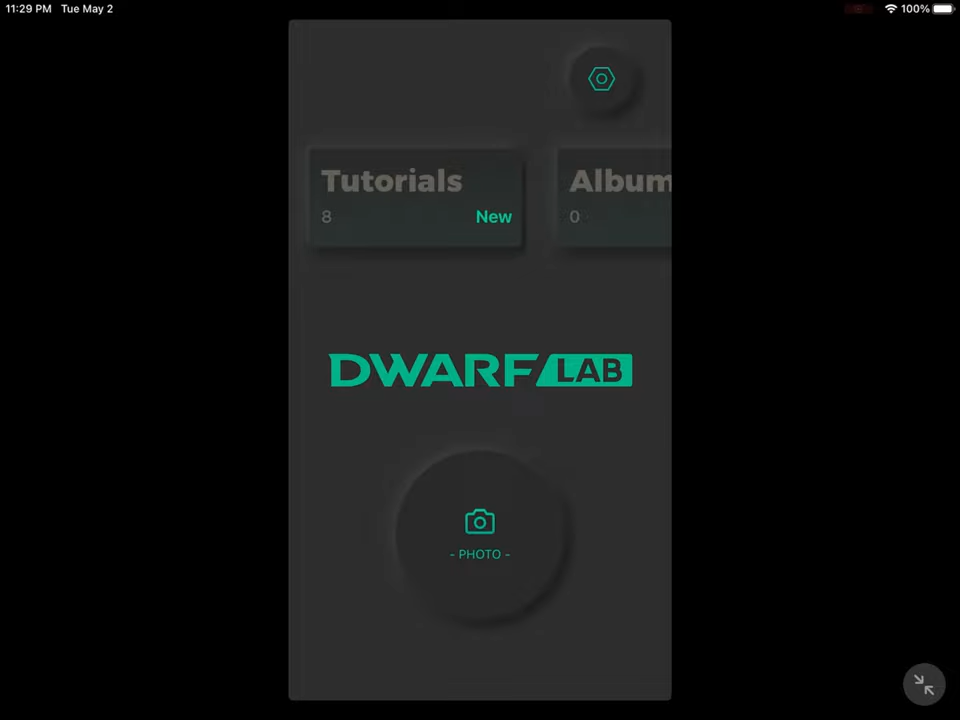 11:29 PM Tue May 2
100%
Tutorials
8
New
Album
0
DWARF LAB
- PHOTO -